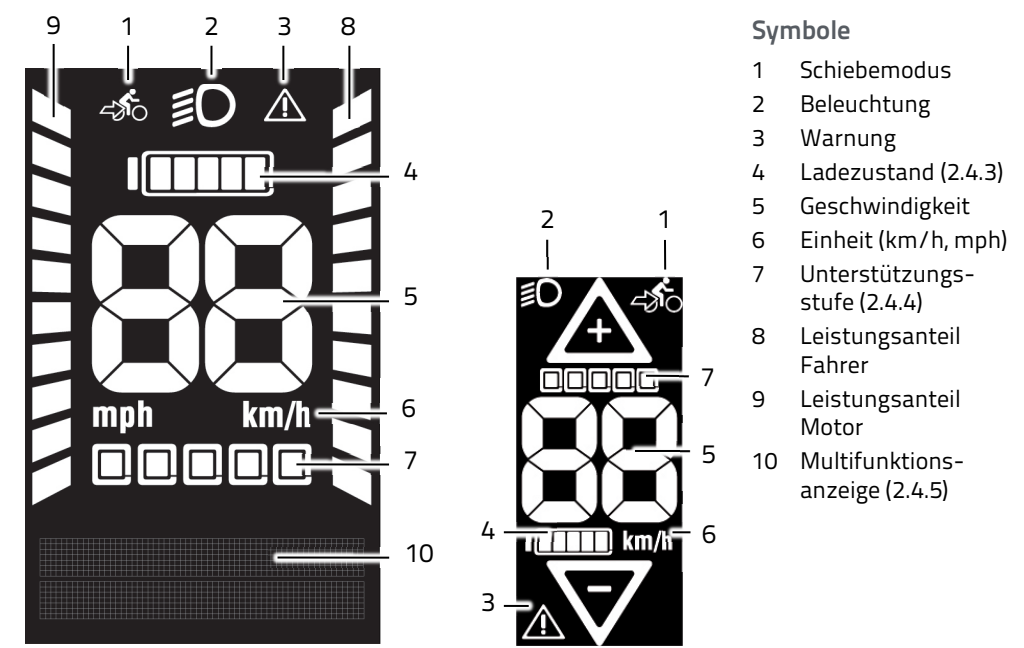 9 1 2 3 8
4
5
mph km/h 6
7
10
2 1
+
7
5
4 km/h 6
-
3
Symbole
1 Schiebemodus
2 Beleuchtung
3 Warnung
4 Ladezustand (2.4.3)
5 Geschwindigkeit
6 Einheit (km/h, mph)
7 Unterstützungs-
stufe (2.4.4)
8 Leistungsanteil
Fahrer
9 Leistungsanteil
Motor
10 Multifunktions-
anzeige (2.4.5)